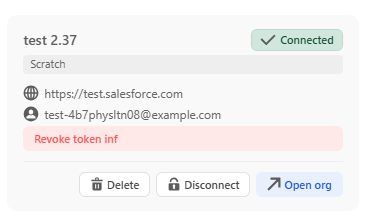 test 2.37
Connected
Scratch
https://test.salesforce.com
test-4b7physltn08@example.com
Revoke token inf
Delete
Disconnect
Open org